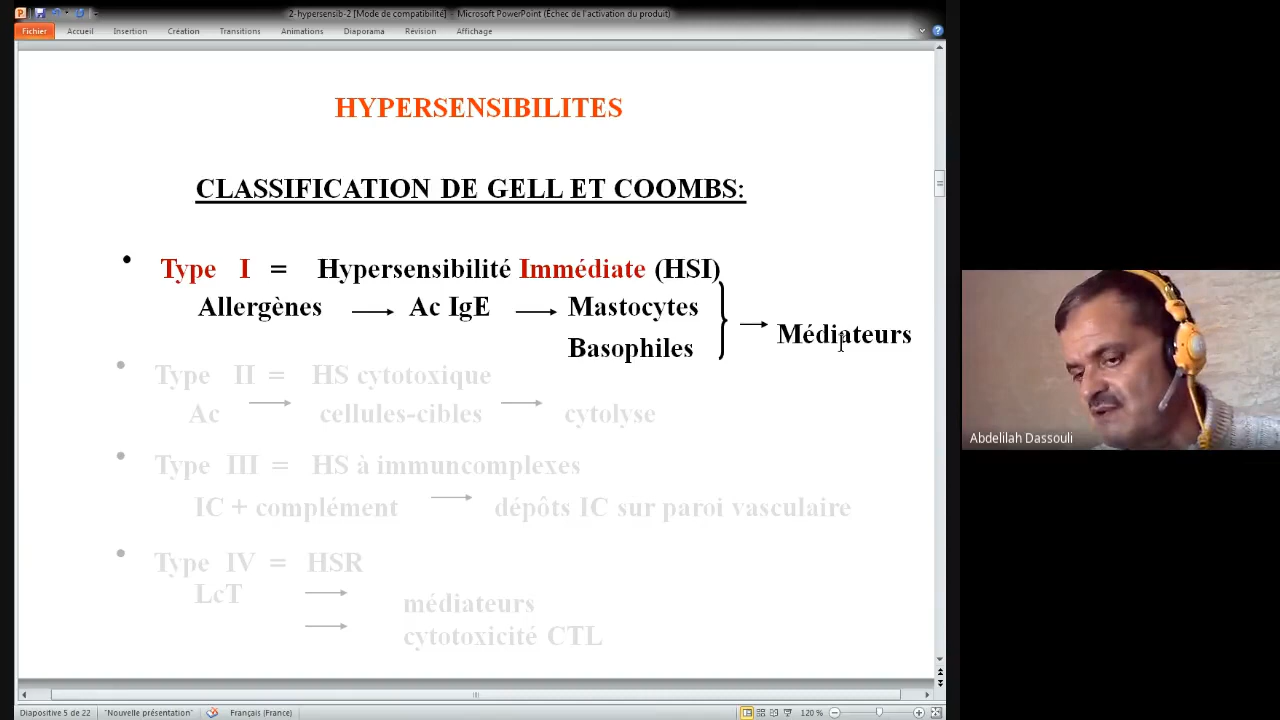 2-hypersensib-2 [Mode de compatibilité] - Microsoft PowerPoint (Échec de l'activation du produit)
Fichier Accueil Insertion Création Transitions Animations Diaporama Révision Affichage
HYPERSENSIBILITES
CLASSIFICATION DE GELL ET COOMBS:
• Type I = Hypersensibilité Immédiate (HSI)
Allergènes → Ac IgE → Mastocytes
Basophiles
→ Médiateurs
• Type II = HS cytotoxique
Ac → cellules-cibles → cytolyse
• Type III = HS à immuncomplexes
IC + complément → dépôts IC sur paroi vasculaire
• Type IV = HSR
LcT → médiateurs
→ cytotoxicité CTL
Abdelilah Dassouli
Diapositive 5 de 22 "Nouvelle présentation" Français (France) 120 %